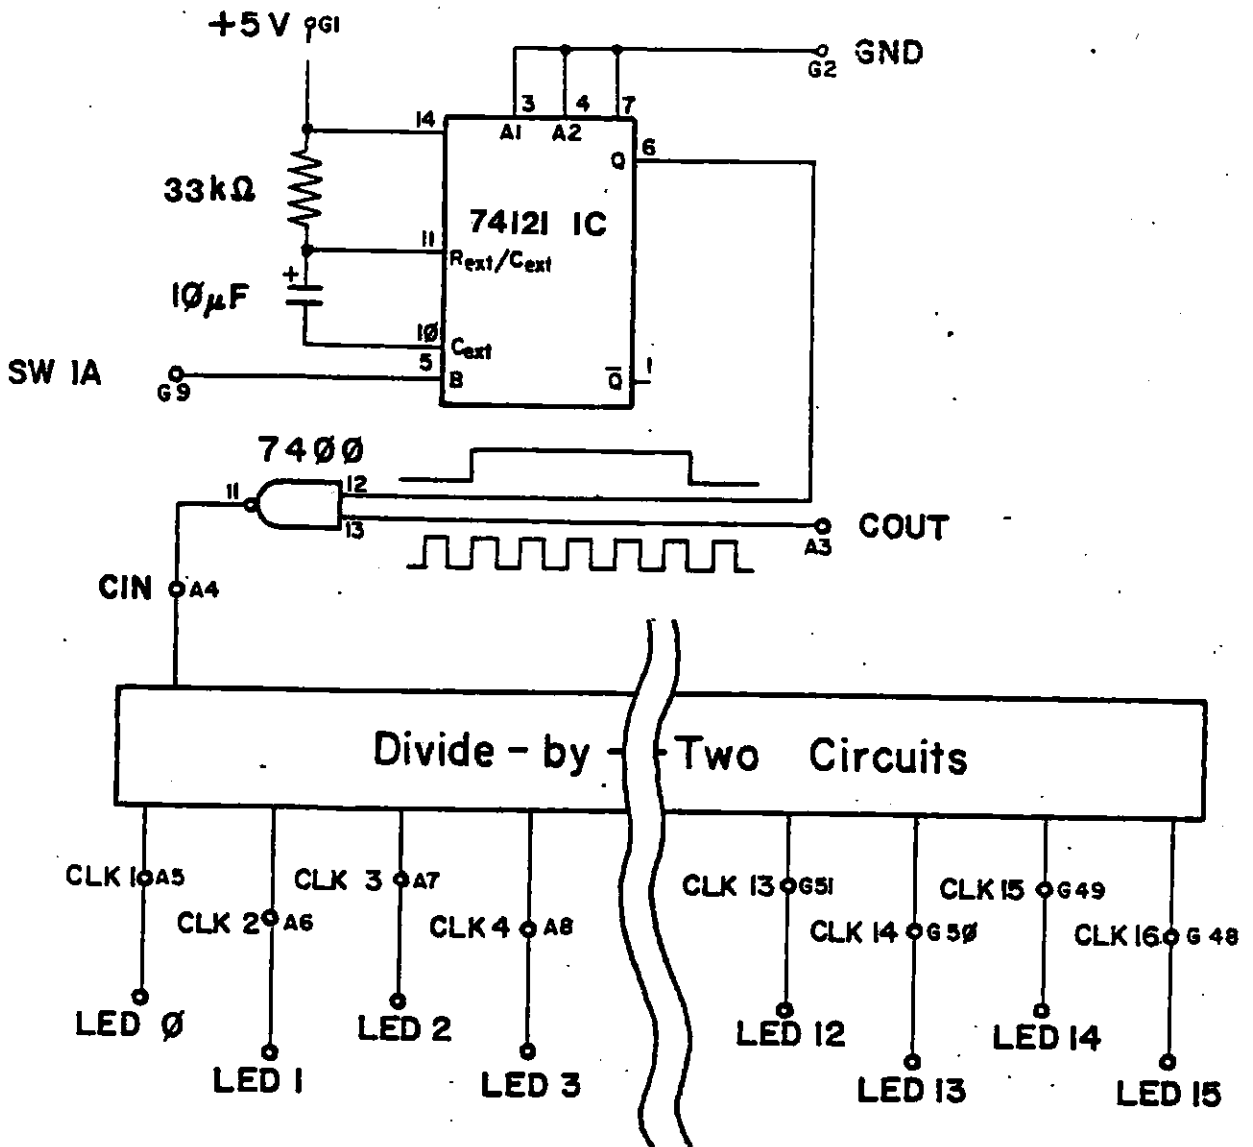 +5V G1
G2 GND
14
3 4 7
A1 A2
Q 6
33kΩ
74121 IC
11
Rext/Cext
+
10µF
10
Cext
SW 1A
G9
5
B
Q 1
7400
11
12
13
A3 COUT
CIN A4
Divide-by-Two Circuits
CLK 1 A5
CLK 2 A6
CLK 3 A7
CLK 4 A8
CLK 13 G51
CLK 14 G50
CLK 15 G49
CLK 16 G48
LED 0
LED 1
LED 2
LED 3
LED 12
LED 13
LED 14
LED 15